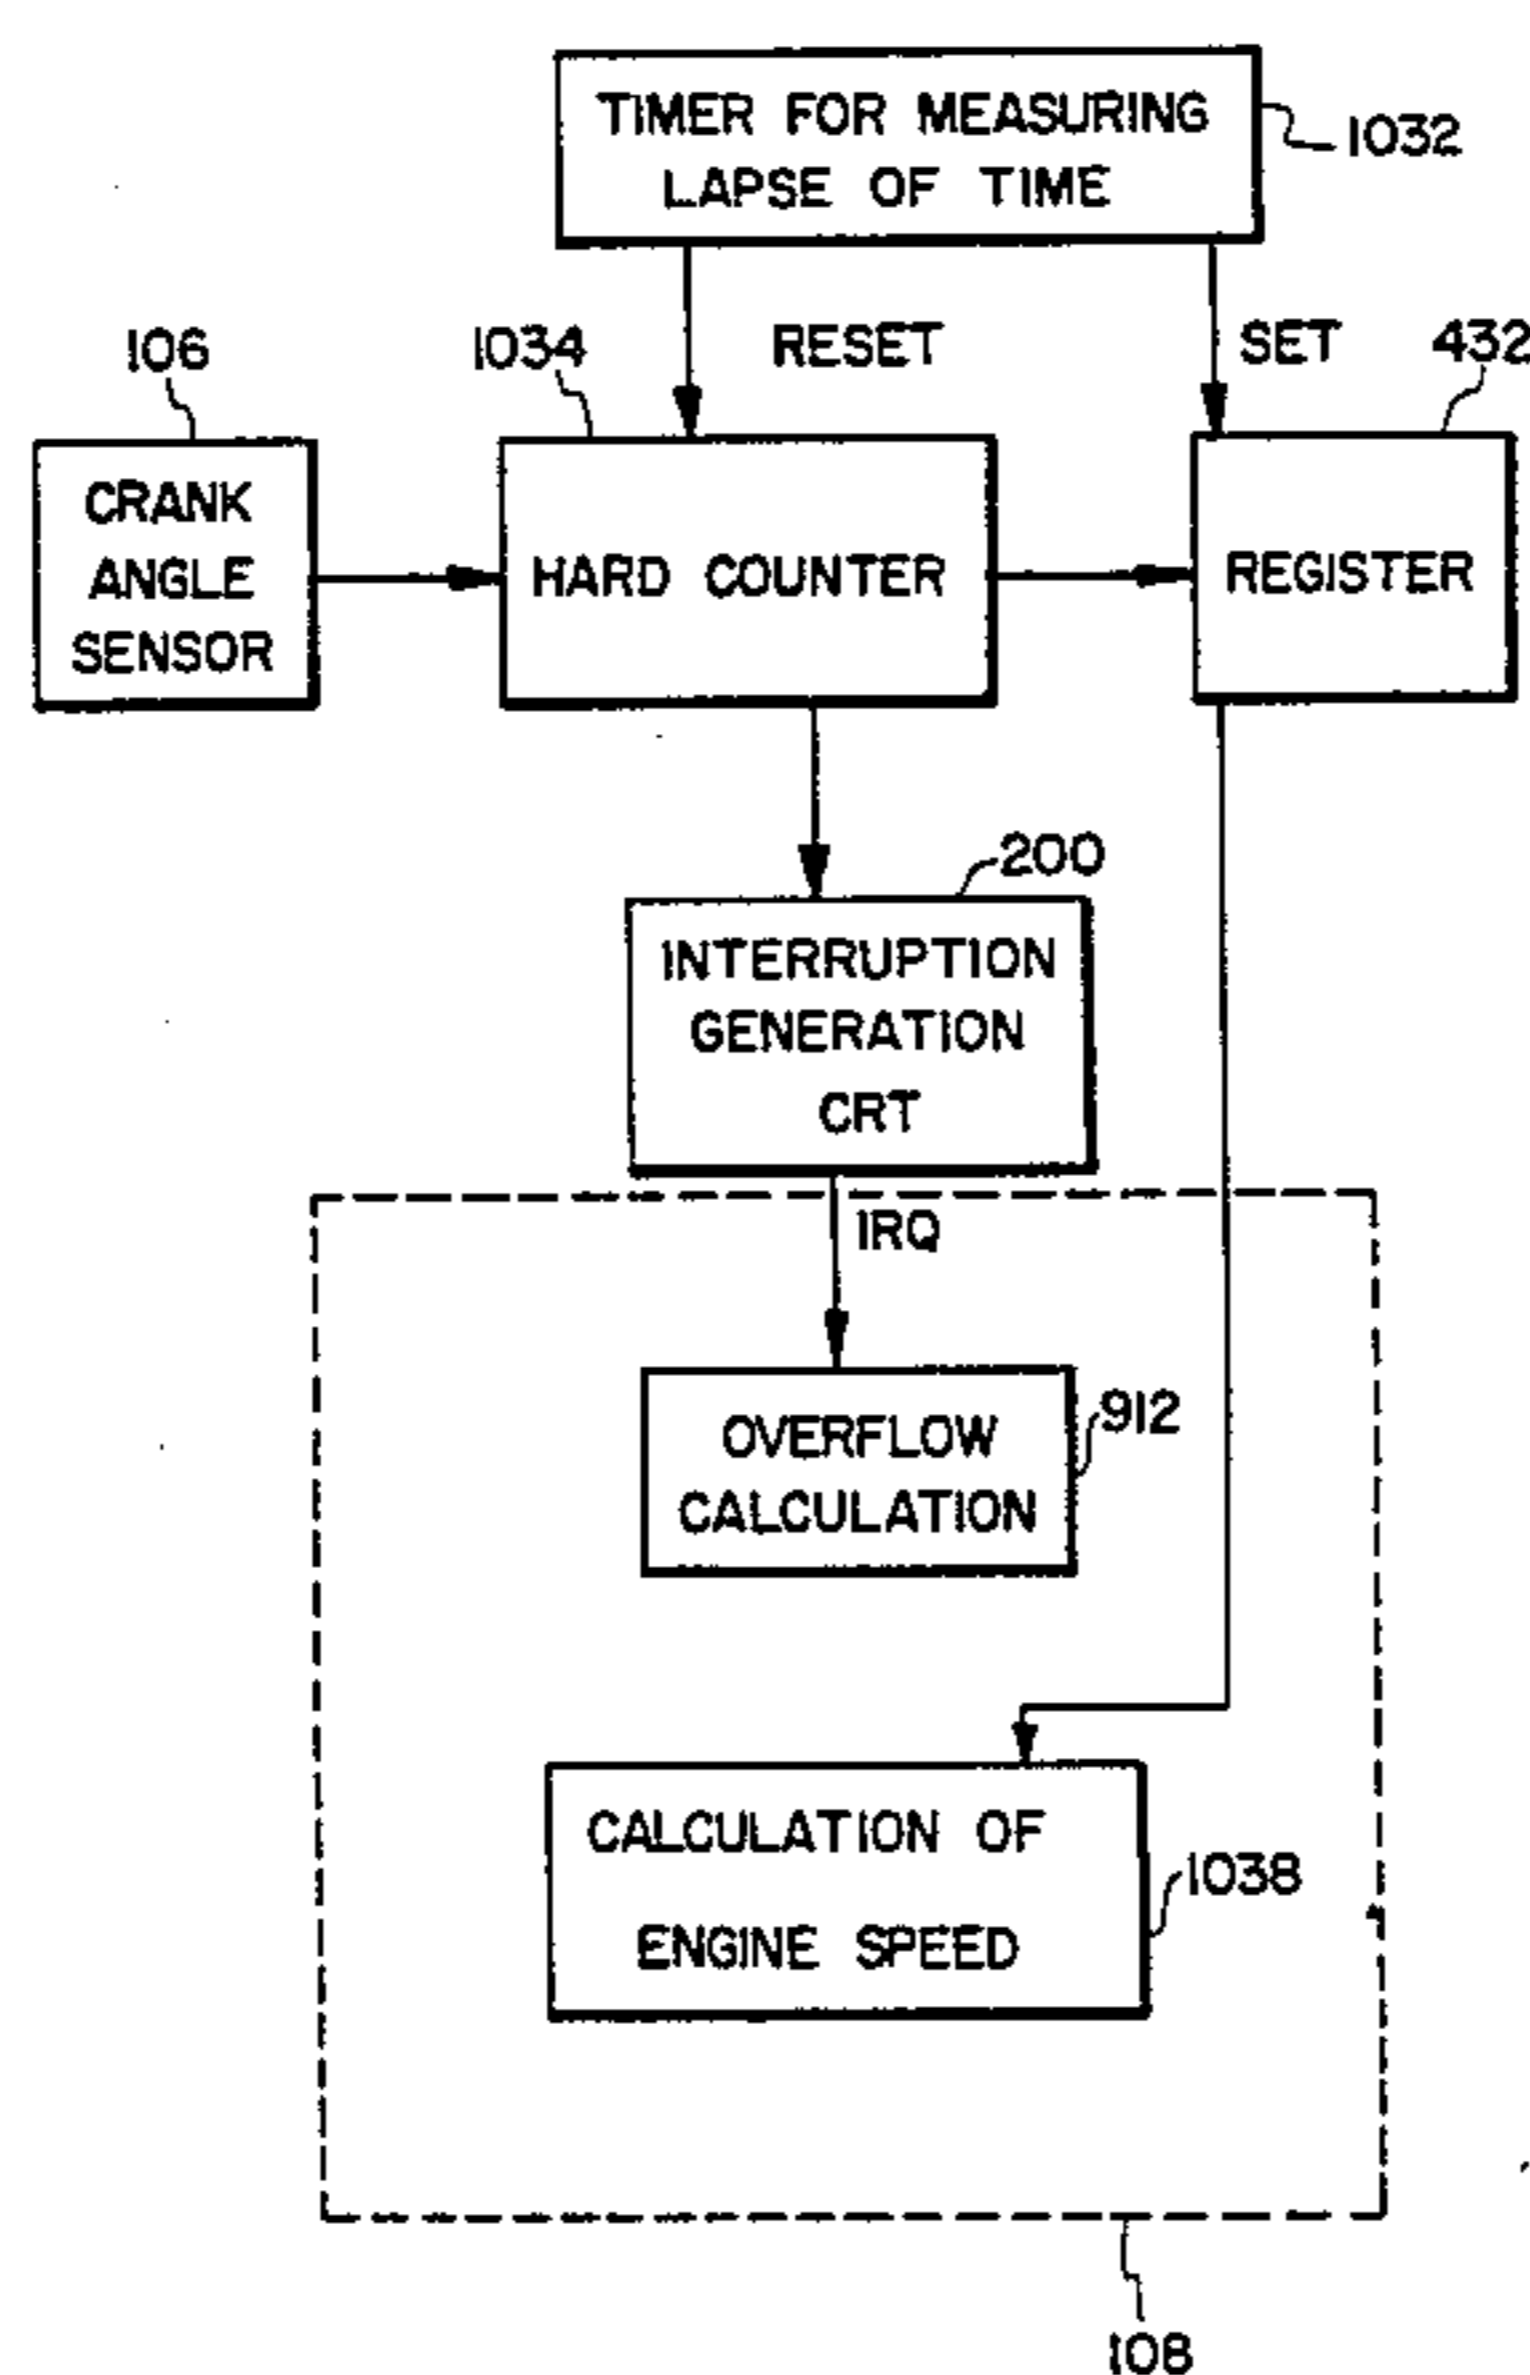 TIMER FOR MEASURING
LAPSE OF TIME
1032
RESET
SET
106
1034
432
CRANK
ANGLE
SENSOR
HARD COUNTER
REGISTER
200
INTERRUPTION
GENERATION
CRT
IRQ
912
OVERFLOW
CALCULATION
CALCULATION OF
ENGINE SPEED
1038
108